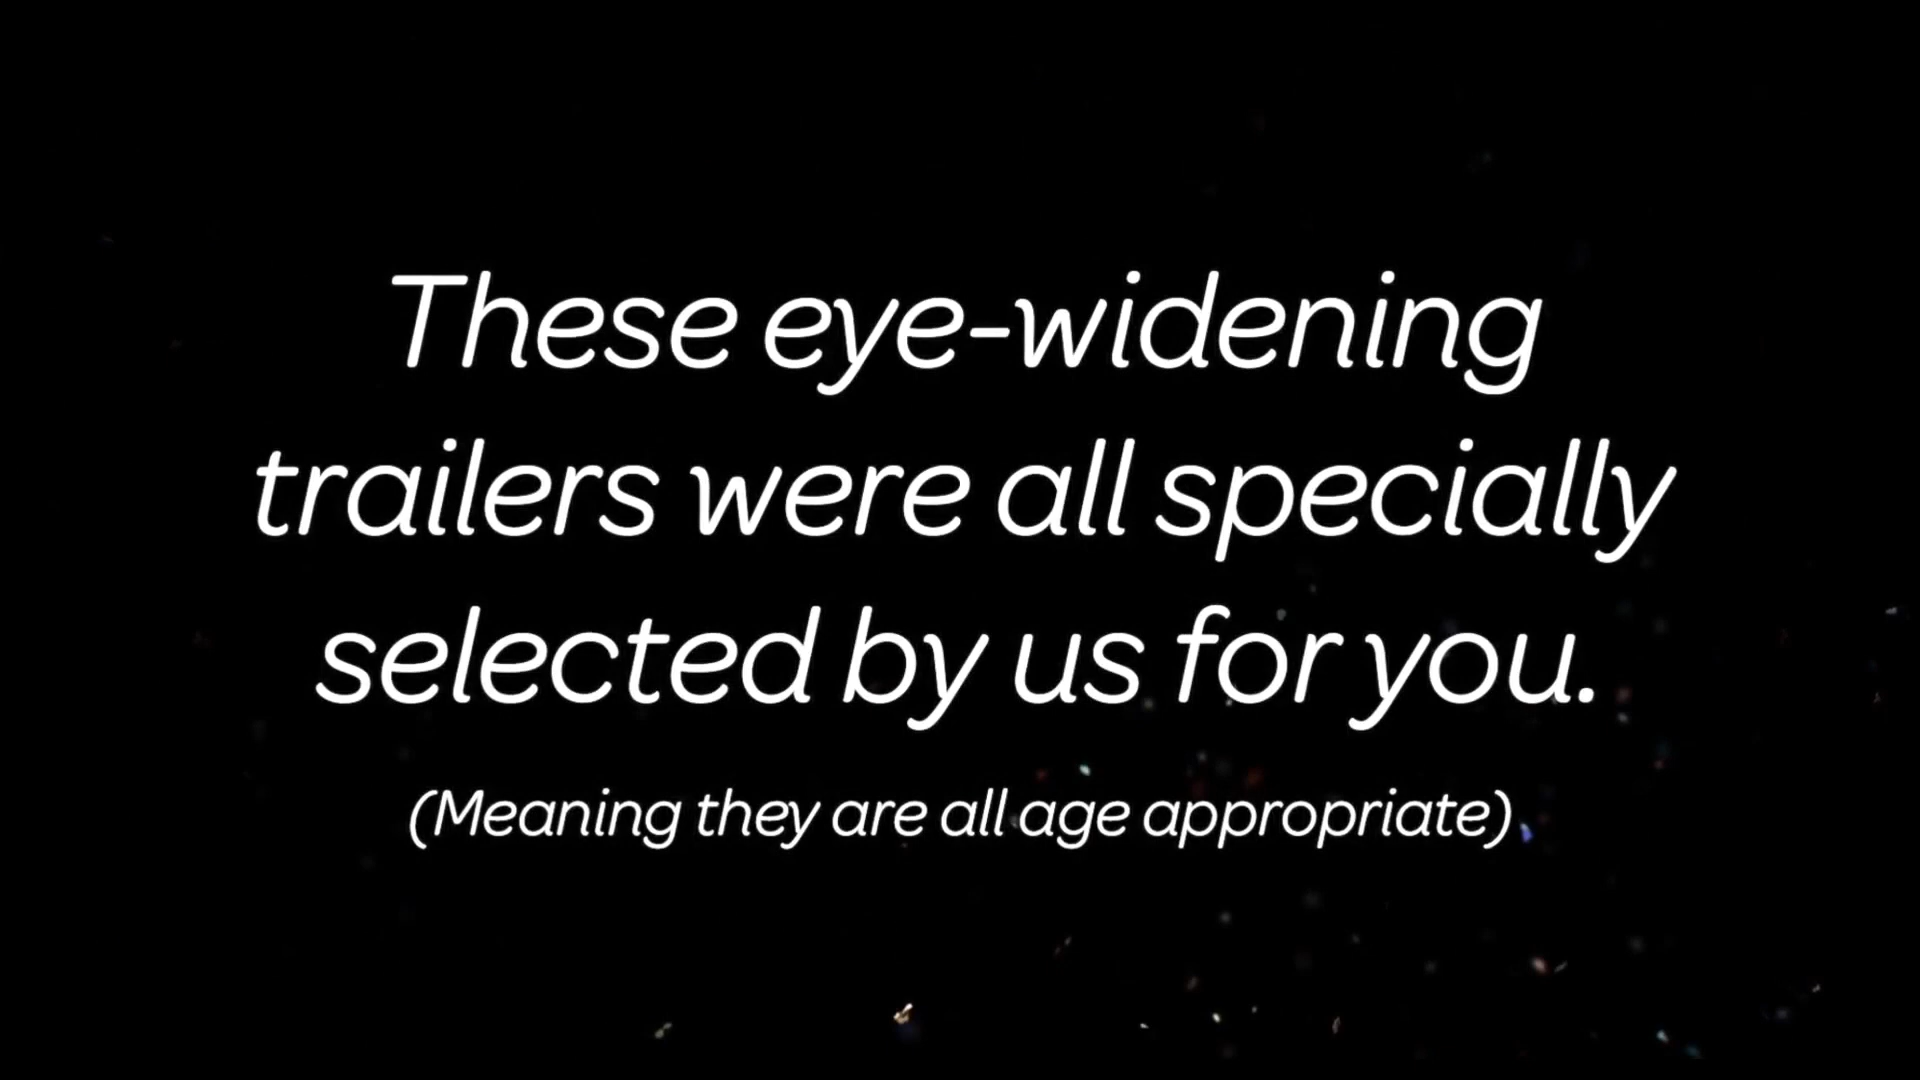 These eye-widening
trailers were all specially
selected by us for you.
(Meaning they are all age appropriate)